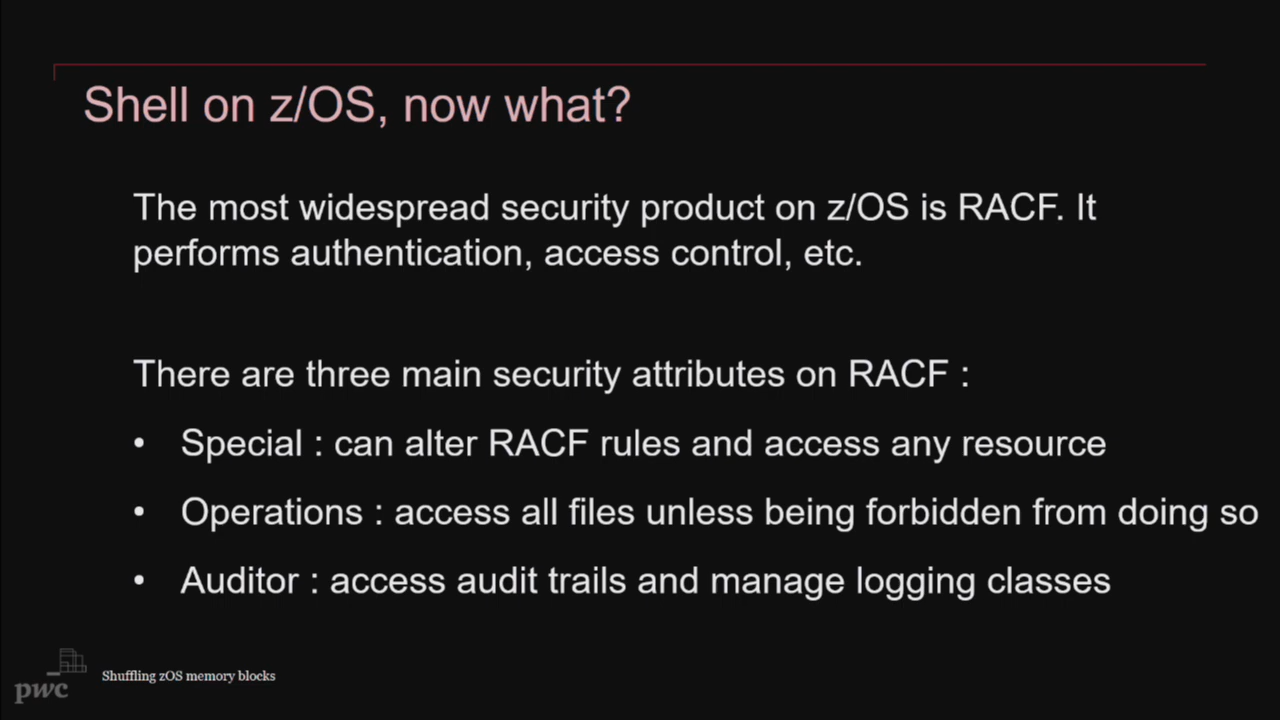 Shell on z/OS, now what?
The most widespread security product on z/OS is RACF. It
performs authentication, access control, etc.
There are three main security attributes on RACF :
• Special : can alter RACF rules and access any resource
• Operations : access all files unless being forbidden from doing so
• Auditor : access audit trails and manage logging classes
pwc
Shuffling zOS memory blocks